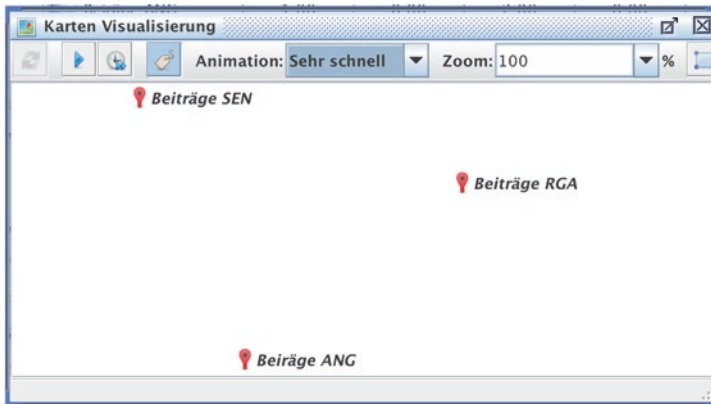 Karten Visualisierung
Animation: Sehr schnell Zoom: 100 %
Beiträge SEN
Beiträge RGA
Beiräge ANG